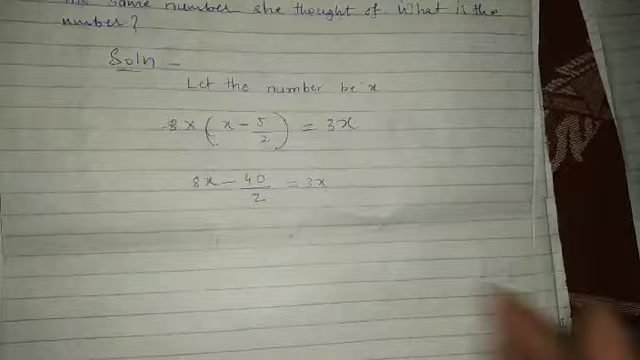 same number she thought of. What is the
number?
Soln -
Let the number be x
8 × (x - 5/2) = 3x
8x - 40/2 = 3x